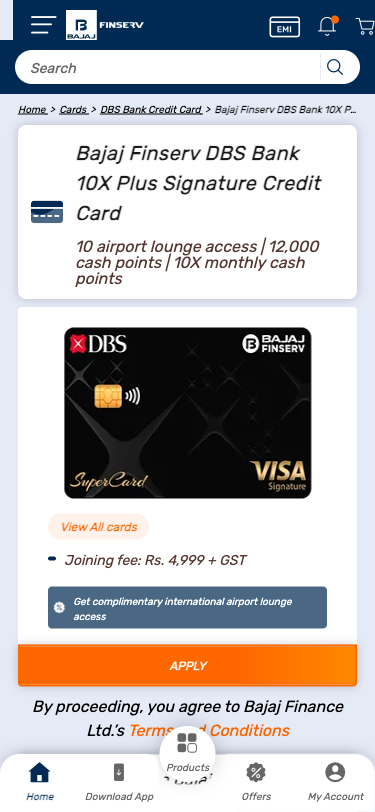 BAJAJ FINSERV
EMI
Search
Home > Cards > DBS Bank Credit Card > Bajaj Finserv DBS Bank 10X P...
Bajaj Finserv DBS Bank
10X Plus Signature Credit
Card
10 airport lounge access | 12,000
cash points | 10X monthly cash
points
DBS
BAJAJ
FINSERV
SuperCard
VISA
Signature
View All cards
Joining fee: Rs. 4,999 + GST
Get complimentary international airport lounge
access
APPLY
By proceeding, you agree to Bajaj Finance
Ltd.'s Terms Conditions
Home
Download App
Products
Offers
My Account